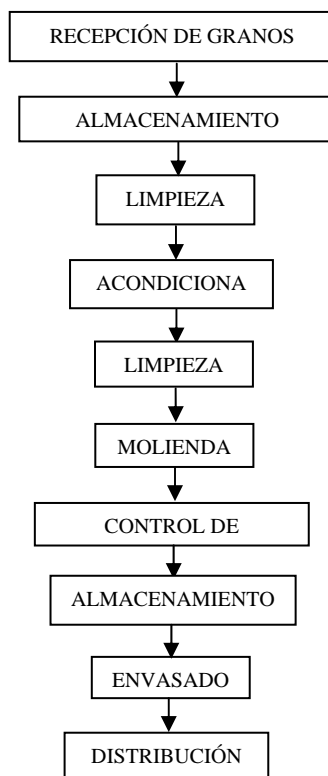 RECEPCIÓN DE GRANOS
ALMACENAMIENTO
LIMPIEZA
ACONDICIONA
LIMPIEZA
MOLIENDA
CONTROL DE
ALMACENAMIENTO
ENVASADO
DISTRIBUCIÓN